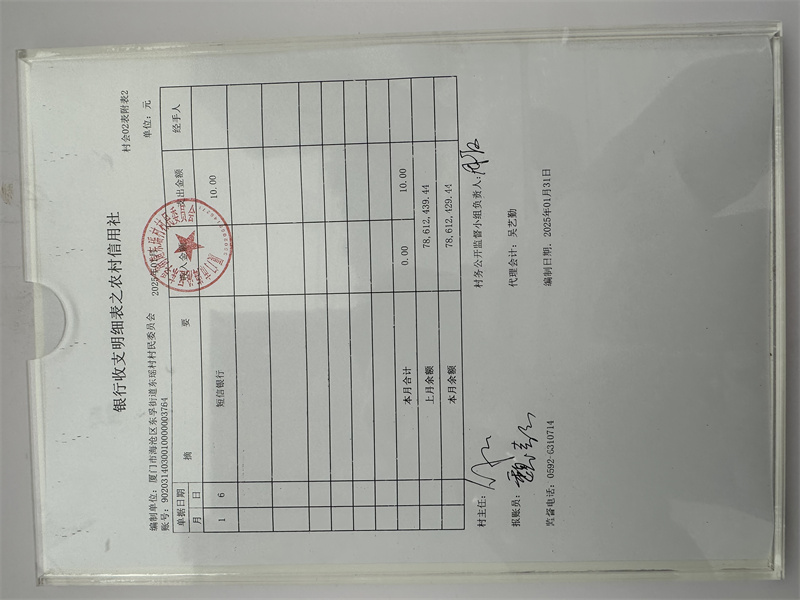 村会02表附表2
银行收支明细表之农村信用社
编制单位：厦门市海沧区东孚街道东瑶村村民委员会 2025年01月 单位：元
账号：9020314030010000003764
单据日期 摘 要 收入金额 支出金额 经手人
月 日
1 6 短信银行 10.00
本月合计 0.00 10.00
上月余额 78,612,439.44
本月余额 78,612,429.44
村主任： 村务公开监督小组负责人：
报账员： 代理会计：吴艺勤
监督电话：0592-6310714 编制日期：2025年01月31日